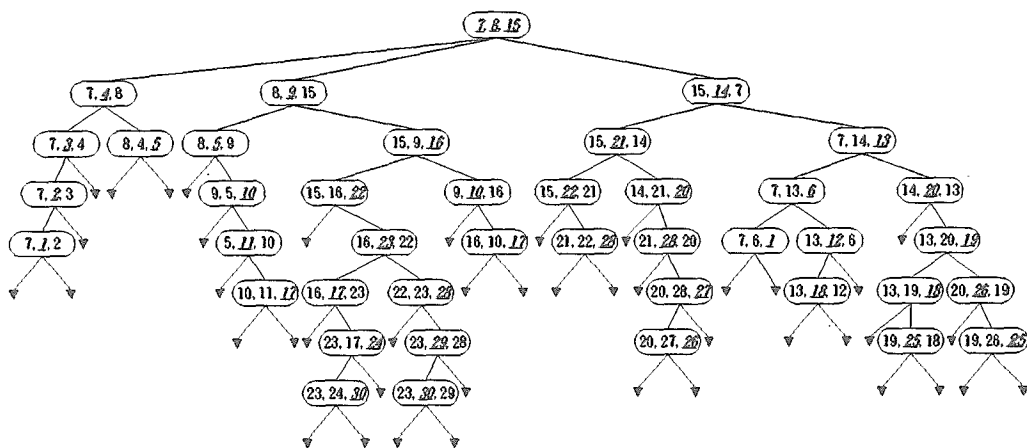 7, 8, 15
7, 4, 8
8, 9, 15
15, 14, 7
7, 3, 4
8, 4, 5
8, 5, 9
15, 9, 16
15, 21, 14
7, 14, 13
7, 2, 3
9, 5, 10
15, 16, 22
9, 10, 16
15, 22, 21
14, 21, 20
7, 13, 6
14, 20, 13
7, 1, 2
5, 11, 10
16, 23, 22
16, 10, 17
21, 22, 28
21, 28, 20
7, 6, 1
13, 12, 6
13, 20, 19
10, 11, 17
16, 17, 23
22, 23, 28
20, 28, 27
13, 18, 12
13, 19, 18
20, 26, 19
23, 17, 24
23, 29, 28
20, 27, 26
19, 25, 18
19, 26, 25
23, 24, 30
23, 30, 29